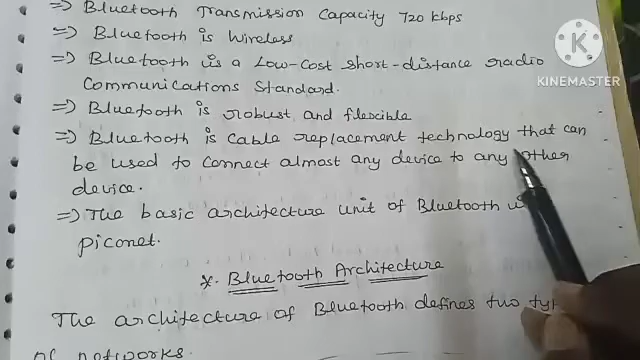 => Bluetooth Transmission Capacity 720 kbps
=> Bluetooth is Wireless
=> Bluetooth is a Low-Cost short-distance radio
Communications Standard.
=> Bluetooth is robust and flexible
=> Bluetooth is cable replacement technology that can
be used to connect almost any device to any other
device.
=> The basic architecture unit of Bluetooth
piconet.
*. Bluetooth Architecture
The architecture of Bluetooth defines two
of networks.
KINEMASTER